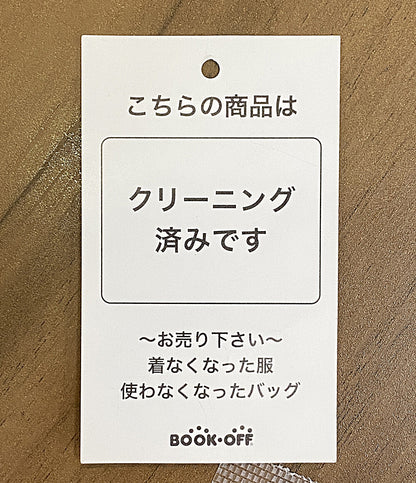 こちらの商品は
クリーニング
済みです
〜お売り下さい〜
着なくなった服
使わなくなったバッグ
BOOK・OFF